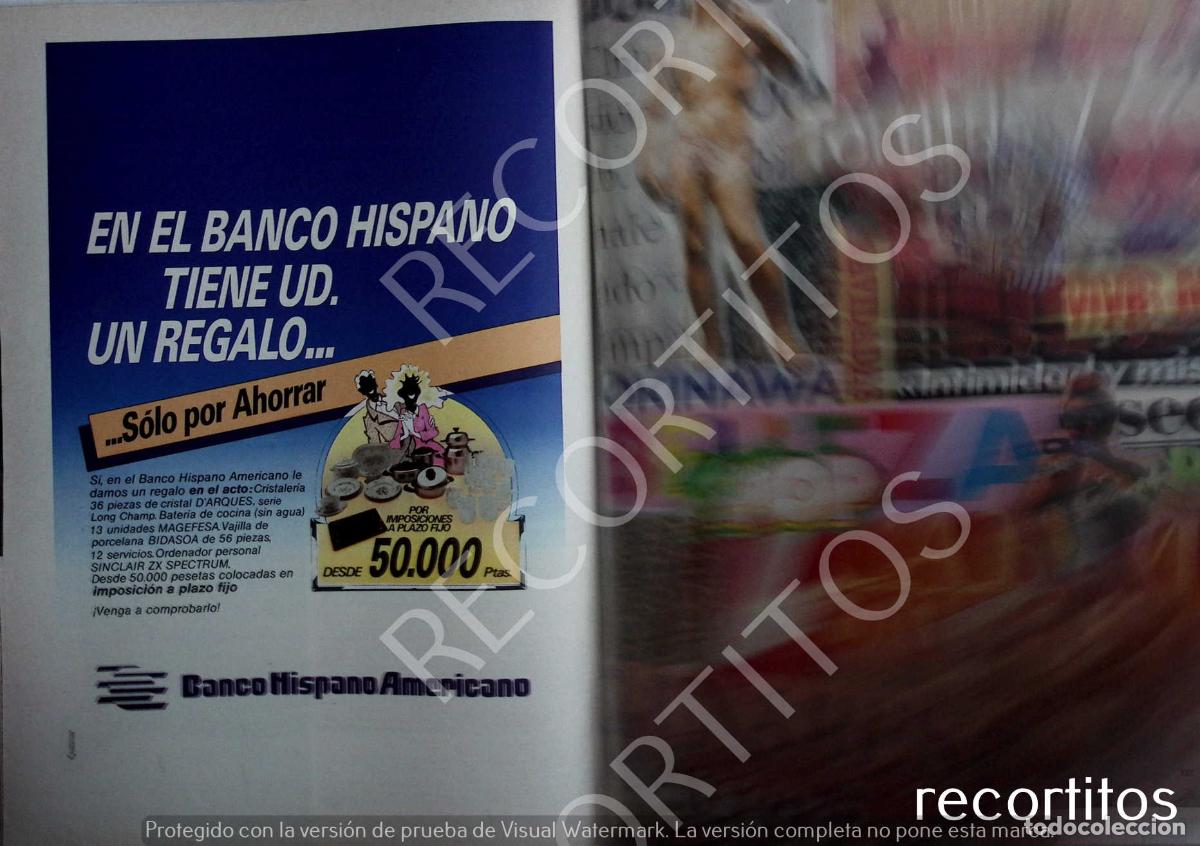 EN EL BANCO HISPANO
TIENE UD.
UN REGALO...
...Sólo por Ahorrar
Sí, en el Banco Hispano Americano le
damos un regalo en el acto: Cristalería
36 piezas de cristal D'ARQUES, serie
Long Champ. Batería de cocina (sin agua)
13 unidades MAGEFESA. Vajilla de
porcelana BIDASOA de 56 piezas,
12 servicios. Ordenador personal
SINCLAIR ZX SPECTRUM.
Desde 50.000 pesetas colocadas en
imposición a plazo fijo
¡Venga a comprobarlo!
POR
IMPOSICIONES
A PLAZO FIJO
DESDE 50.000 Ptas.
Banco Hispano Americano
RECORTITOS
RECORTITOS
recortitos
todocoleccion
Protegido con la versión de prueba de Visual Watermark. La versión completa no pone esta marca.